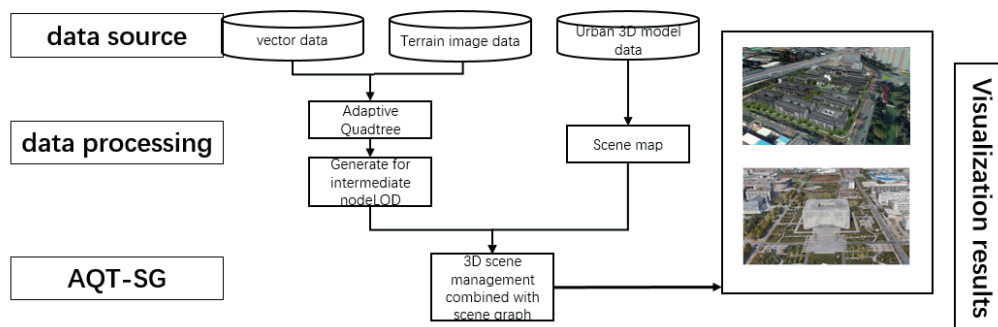 data source
vector data
Terrain image data
Urban 3D model
data
data processing
Adaptive
Quadtree
Generate for
intermediate
nodeLOD
Scene map
AQT-SG
3D scene
management
combined with
scene graph
Visualization results